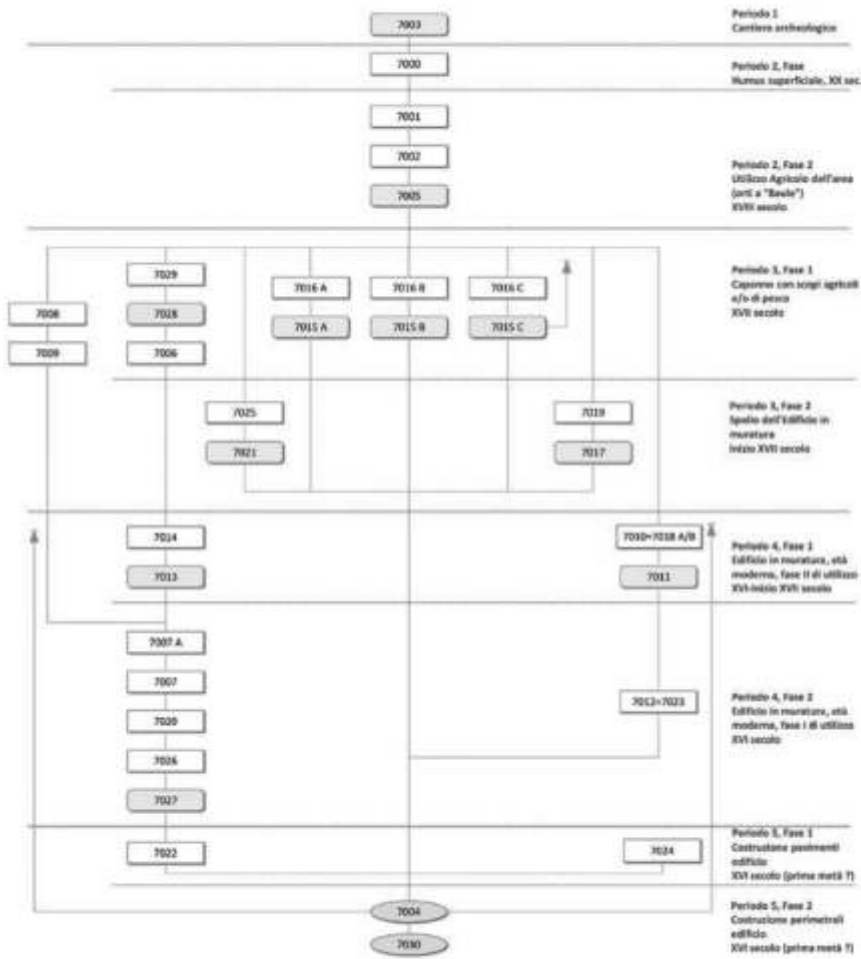 7003
Periodo 1
Cantiere archeologico
7000
Periodo 2, Fase
Humus superficiale, XX sec.
7001
7002
7005
Periodo 2, Fase 2
Utilizzo Agricolo dell'area
(orti a "Baule")
XVIII secolo
7029
7016 A
7016 B
7016 C
7008
7028
7015 A
7015 B
7015 C
7009
7006
Periodo 3, Fase 1
Capanno con scopi agricoli
e/o di pesca
XVII secolo
7025
7019
7021
7017
Periodo 3, Fase 2
Spolio dell'Edificio in
muratura
Inizio XVII secolo
7014
7010=7018 A/B
7013
7011
Periodo 4, Fase 1
Edificio in muratura, età
moderna, fase II di utilizzo
XVI-inizio XVII secolo
7007 A
7007
7012=7023
7020
7026
7027
Periodo 4, Fase 2
Edificio in muratura, età
moderna, fase I di utilizzo
XVI secolo
7022
7024
Periodo 5, Fase 1
Costruzione pavimenti
edificio
XVI secolo (prima metà ?)
7004
7030
Periodo 5, Fase 2
Costruzione perimetrali
edificio
XVI secolo (prima metà ?)